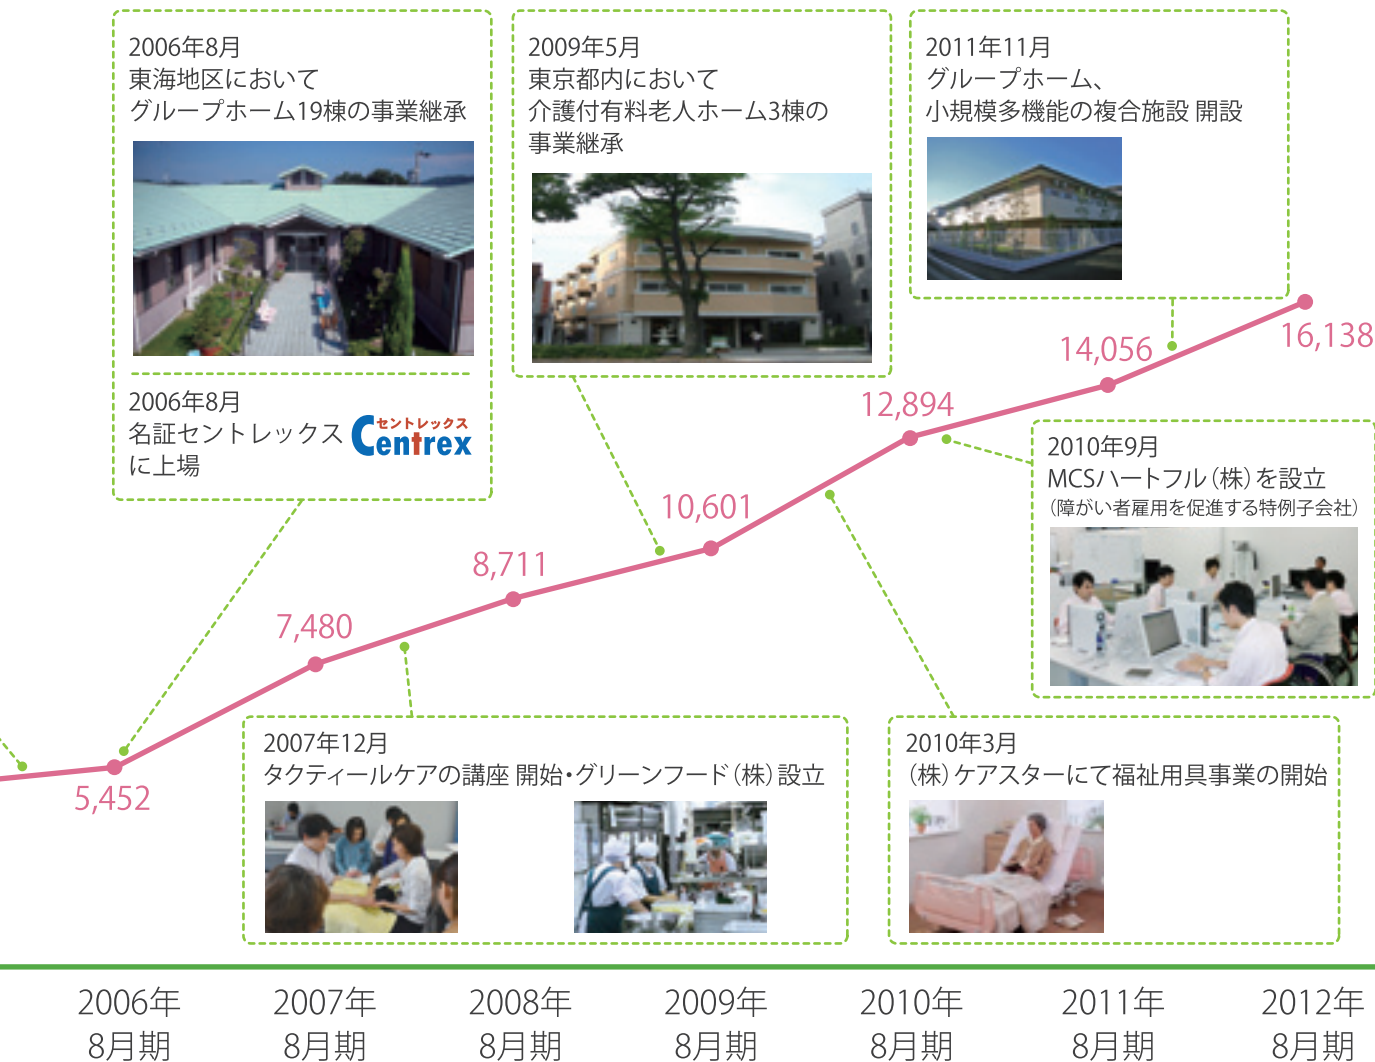 2006年8月
東海地区において
グループホーム19棟の事業継承
2006年8月
名証セントレックス
に上場
セントレックス
Centrex
2009年5月
東京都内において
介護付有料老人ホーム3棟の
事業継承
2011年11月
グループホーム、
小規模多機能の複合施設 開設
16,138
14,056
12,894
10,601
8,711
7,480
5,452
2010年9月
MCSハートフル（株）を設立
（障がい者雇用を促進する特例子会社）
2007年12月
タクティールケアの講座 開始・グリーンフード（株）設立
2010年3月
（株）ケアスターにて福祉用具事業の開始
2006年
8月期
2007年
8月期
2008年
8月期
2009年
8月期
2010年
8月期
2011年
8月期
2012年
8月期